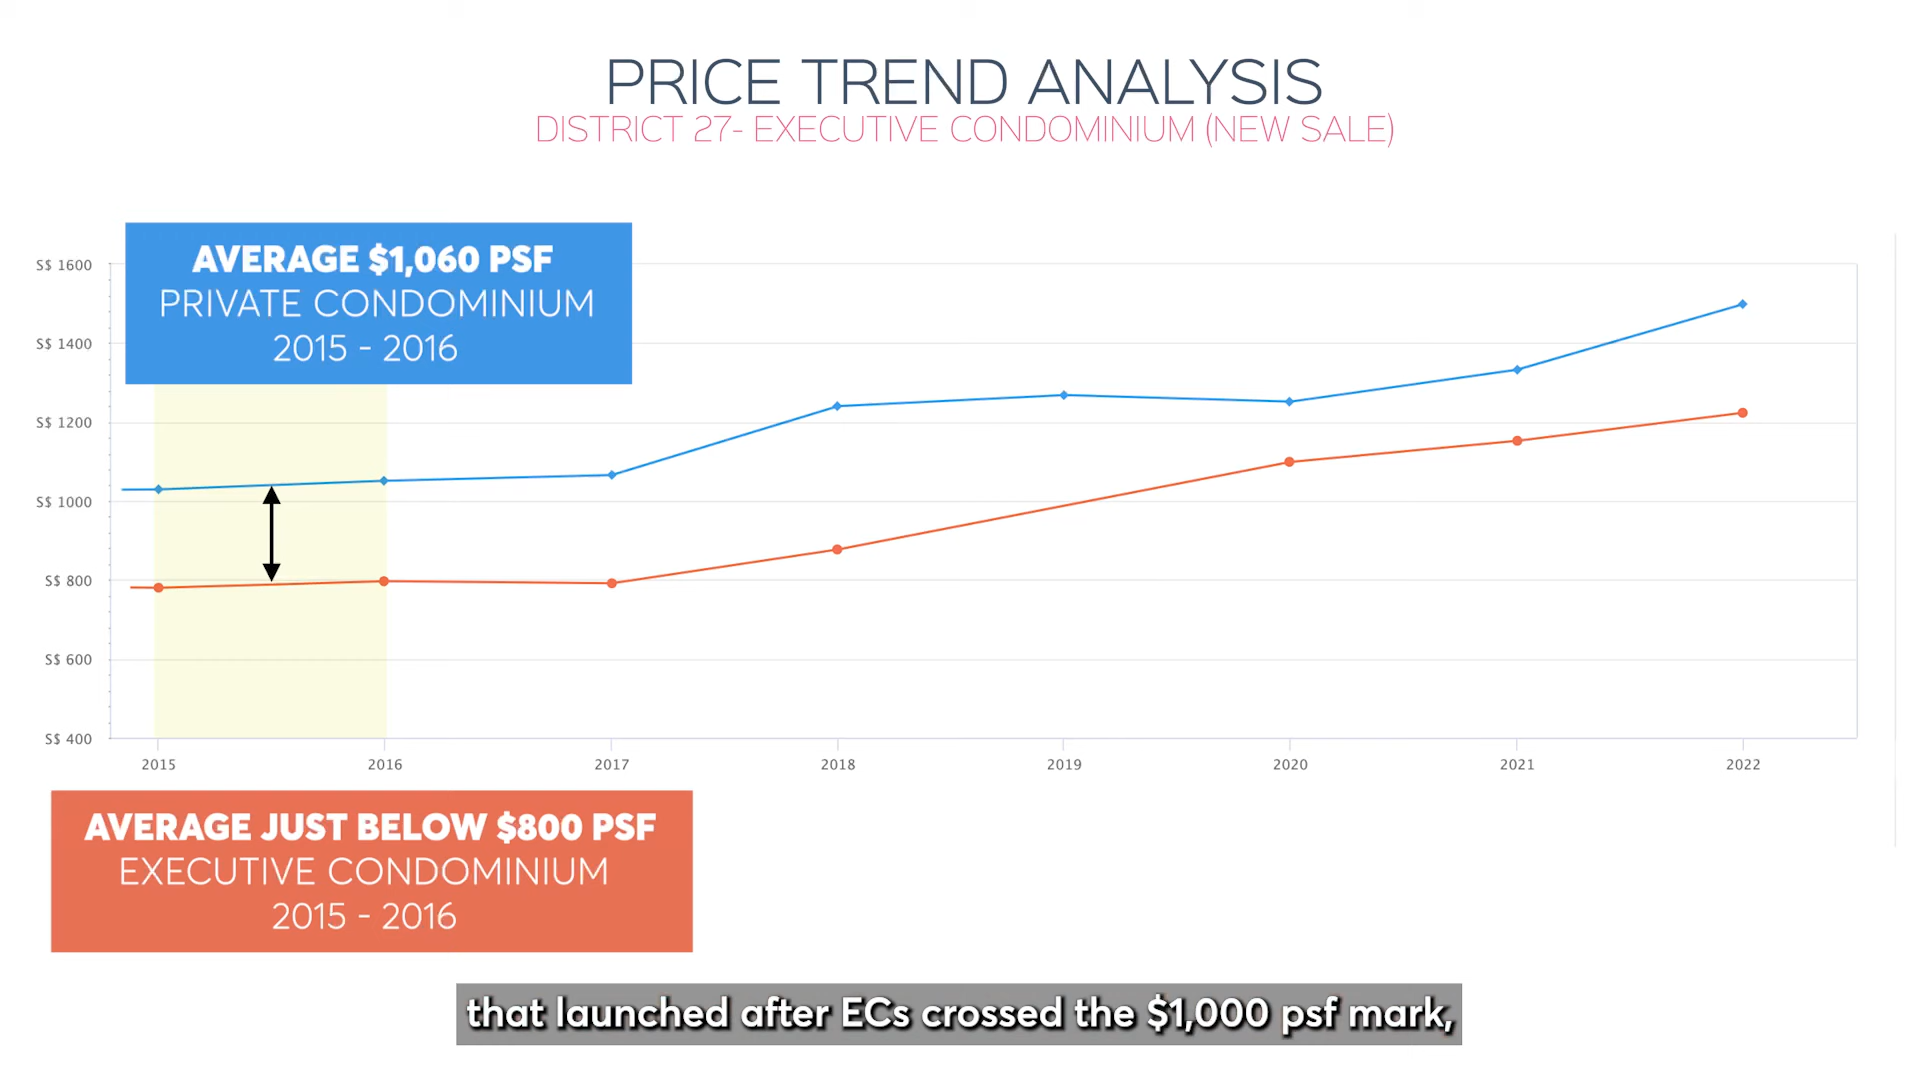 PRICE TREND ANALYSIS
DISTRICT 27- EXECUTIVE CONDOMINIUM (NEW SALE)
AVERAGE $1,060 PSF
PRIVATE CONDOMINIUM
2015 - 2016
S$ 1600
S$ 1400
S$ 1200
S$ 1000
S$ 800
S$ 600
S$ 400
2015 2016 2017 2018 2019 2020 2021 2022
AVERAGE JUST BELOW $800 PSF
EXECUTIVE CONDOMINIUM
2015 - 2016
that launched after ECs crossed the $1,000 psf mark,